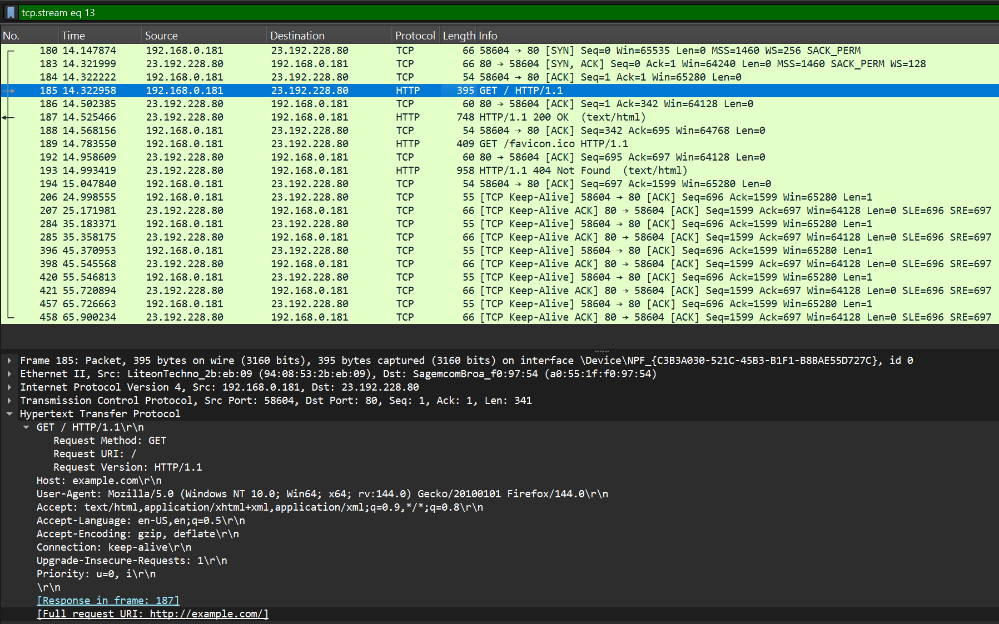 tcp.stream eq 13
No. Time Source Destination Protocol Length Info
180 14.147874 192.168.0.181 23.192.228.80 TCP 66 58604 → 80 [SYN] Seq=0 Win=65535 Len=0 MSS=1460 WS=256 SACK_PERM
183 14.321999 23.192.228.80 192.168.0.181 TCP 66 80 → 58604 [SYN, ACK] Seq=0 Ack=1 Win=64240 Len=0 MSS=1460 SACK_PERM WS=128
184 14.322222 192.168.0.181 23.192.228.80 TCP 54 58604 → 80 [ACK] Seq=1 Ack=1 Win=65280 Len=0
185 14.322958 192.168.0.181 23.192.228.80 HTTP 395 GET / HTTP/1.1
186 14.502385 23.192.228.80 192.168.0.181 TCP 60 80 → 58604 [ACK] Seq=1 Ack=342 Win=64128 Len=0
187 14.525466 23.192.228.80 192.168.0.181 HTTP 748 HTTP/1.1 200 OK (text/html)
188 14.568156 192.168.0.181 23.192.228.80 TCP 54 58604 → 80 [ACK] Seq=342 Ack=695 Win=64768 Len=0
189 14.783550 192.168.0.181 23.192.228.80 HTTP 409 GET /favicon.ico HTTP/1.1
192 14.958609 23.192.228.80 192.168.0.181 TCP 60 80 → 58604 [ACK] Seq=695 Ack=697 Win=64128 Len=0
193 14.993419 23.192.228.80 192.168.0.181 HTTP 958 HTTP/1.1 404 Not Found (text/html)
194 15.047840 192.168.0.181 23.192.228.80 TCP 54 58604 → 80 [ACK] Seq=697 Ack=1599 Win=65280 Len=0
206 24.998555 192.168.0.181 23.192.228.80 TCP 55 [TCP Keep-Alive] 58604 → 80 [ACK] Seq=696 Ack=1599 Win=65280 Len=1
207 25.171981 23.192.228.80 192.168.0.181 TCP 66 [TCP Keep-Alive ACK] 80 → 58604 [ACK] Seq=1599 Ack=697 Win=64128 Len=0 SLE=696 SRE=697
284 35.183371 192.168.0.181 23.192.228.80 TCP 55 [TCP Keep-Alive] 58604 → 80 [ACK] Seq=696 Ack=1599 Win=65280 Len=1
285 35.358175 23.192.228.80 192.168.0.181 TCP 66 [TCP Keep-Alive ACK] 80 → 58604 [ACK] Seq=1599 Ack=697 Win=64128 Len=0 SLE=696 SRE=697
396 45.370953 192.168.0.181 23.192.228.80 TCP 55 [TCP Keep-Alive] 58604 → 80 [ACK] Seq=696 Ack=1599 Win=65280 Len=1
398 45.545568 23.192.228.80 192.168.0.181 TCP 66 [TCP Keep-Alive ACK] 80 → 58604 [ACK] Seq=1599 Ack=697 Win=64128 Len=0 SLE=696 SRE=697
420 55.546813 192.168.0.181 23.192.228.80 TCP 55 [TCP Keep-Alive] 58604 → 80 [ACK] Seq=696 Ack=1599 Win=65280 Len=1
421 55.720894 23.192.228.80 192.168.0.181 TCP 66 [TCP Keep-Alive ACK] 80 → 58604 [ACK] Seq=1599 Ack=697 Win=64128 Len=0 SLE=696 SRE=697
457 65.726663 192.168.0.181 23.192.228.80 TCP 55 [TCP Keep-Alive] 58604 → 80 [ACK] Seq=696 Ack=1599 Win=65280 Len=1
458 65.900234 23.192.228.80 192.168.0.181 TCP 66 [TCP Keep-Alive ACK] 80 → 58604 [ACK] Seq=1599 Ack=697 Win=64128 Len=0 SLE=696 SRE=697
Frame 185: Packet, 395 bytes on wire (3160 bits), 395 bytes captured (3160 bits) on interface \Device\NPF_{C3B3A030-521C-45B3-B1F1-B8BAE55D727C}, id 0
Ethernet II, Src: LiteonTechno_2b:eb:09 (94:08:53:2b:eb:09), Dst: SagemcomBroa_f0:97:54 (a0:55:1f:f0:97:54)
Internet Protocol Version 4, Src: 192.168.0.181, Dst: 23.192.228.80
Transmission Control Protocol, Src Port: 58604, Dst Port: 80, Seq: 1, Ack: 1, Len: 341
Hypertext Transfer Protocol
GET / HTTP/1.1\r\n
Request Method: GET
Request URI: /
Request Version: HTTP/1.1
Host: example.com\r\n
User-Agent: Mozilla/5.0 (Windows NT 10.0; Win64; x64; rv:144.0) Gecko/20100101 Firefox/144.0\r\n
Accept: text/html,application/xhtml+xml,application/xml;q=0.9,*/*;q=0.8\r\n
Accept-Language: en-US,en;q=0.5\r\n
Accept-Encoding: gzip, deflate\r\n
Connection: keep-alive\r\n
Upgrade-Insecure-Requests: 1\r\n
Priority: u=0, i\r\n
\r\n
[Response in frame: 187]
[Full request URI: http://example.com/]